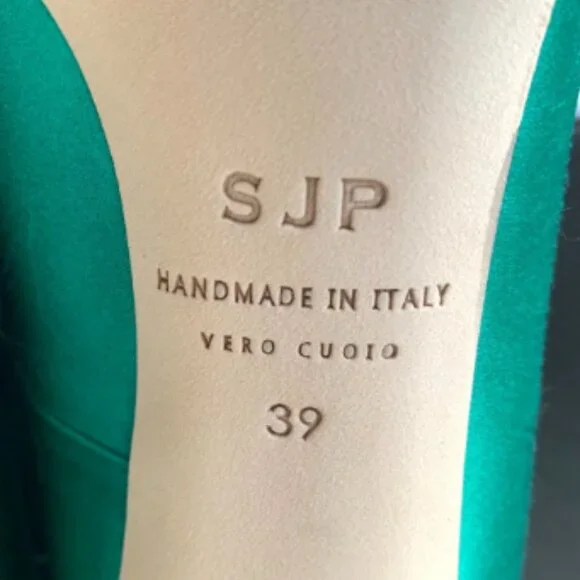 SJP
HANDMADE IN ITALY
VERO CUOIO
39